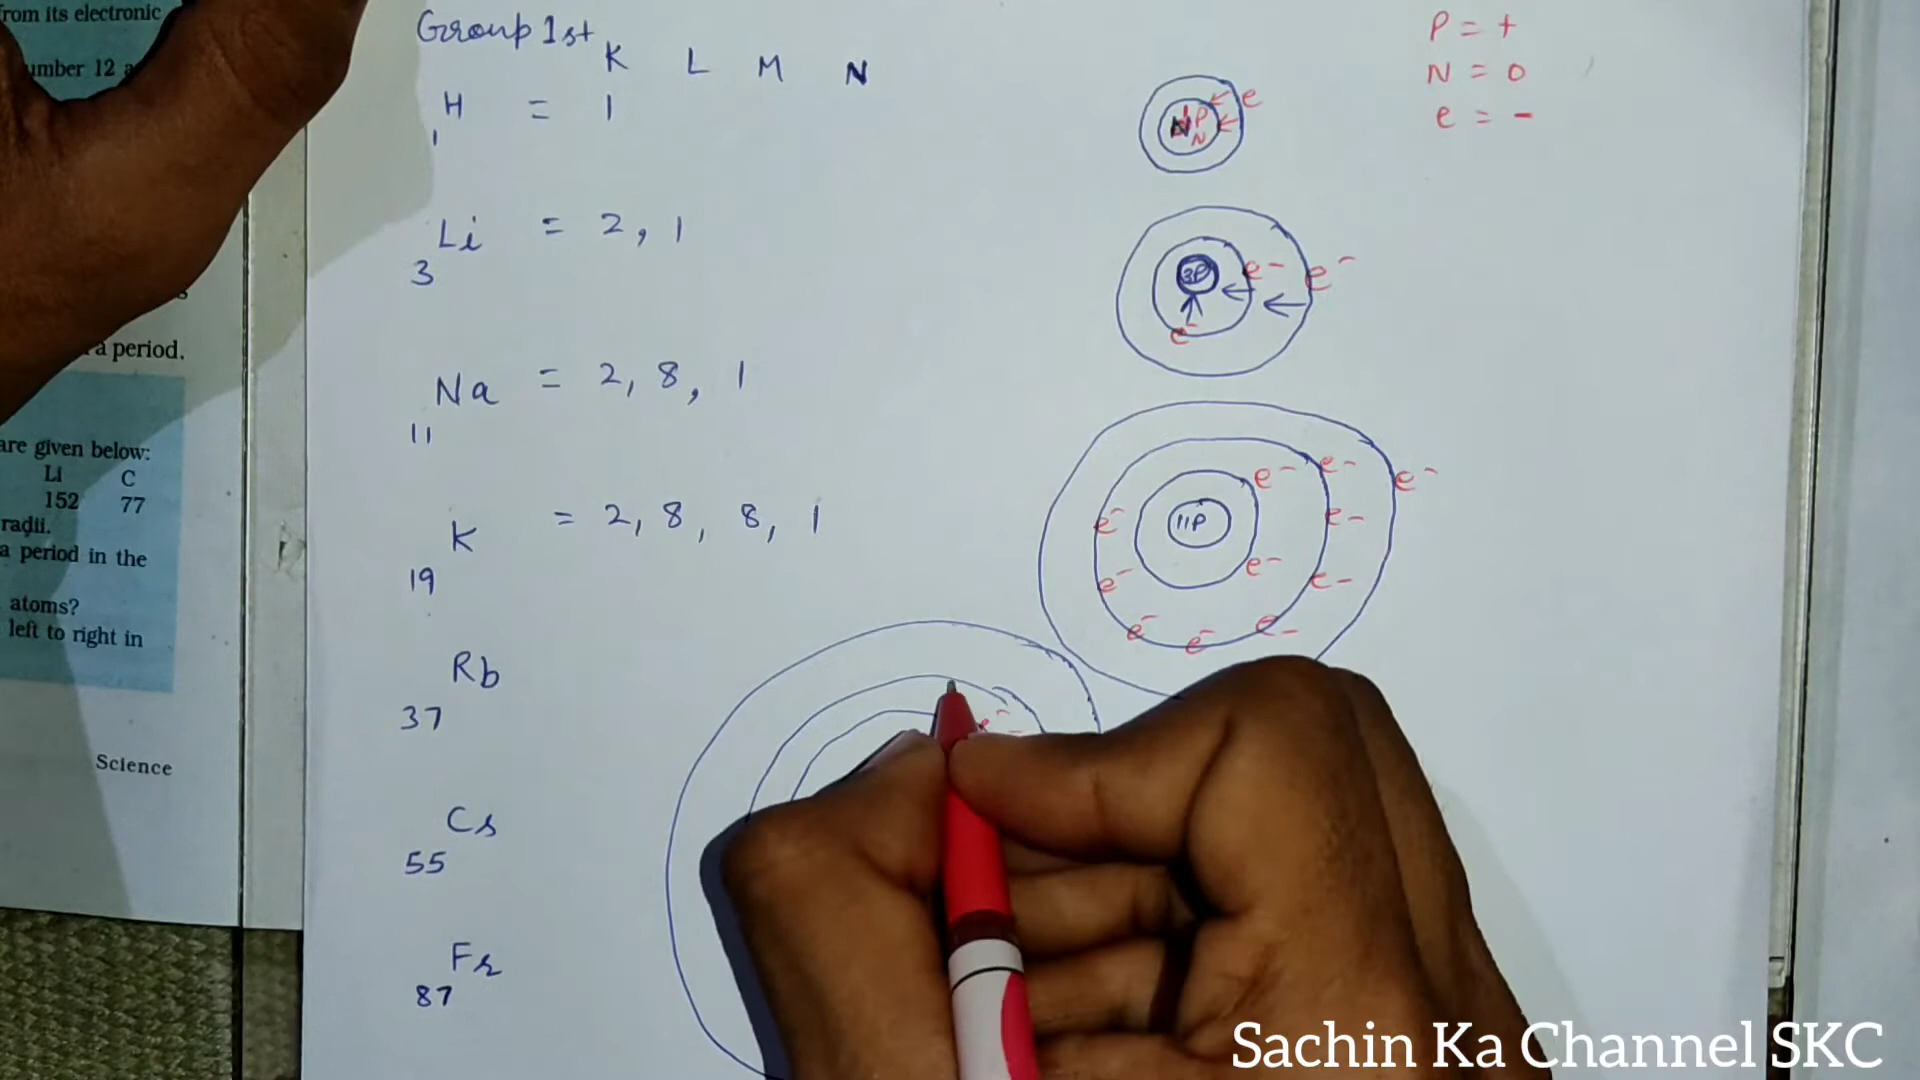 rom its electronic
umber 12 a
a period.
are given below:
Li C
152 77
radii.
a period in the
atoms?
left to right in
Science
Group 1st
K L M N
H = 1
1
Li = 2, 1
3
Na = 2, 8, 1
11
K = 2, 8, 8, 1
19
Rb
37
Cs
55
Fr
87
P = +
N = 0
e = -
N 1P
N
e
3P
e- e-
e-
11P
e- e- e-
e- e-
e- e- e-
e- e- e-
e-
Sachin Ka Channel SKC